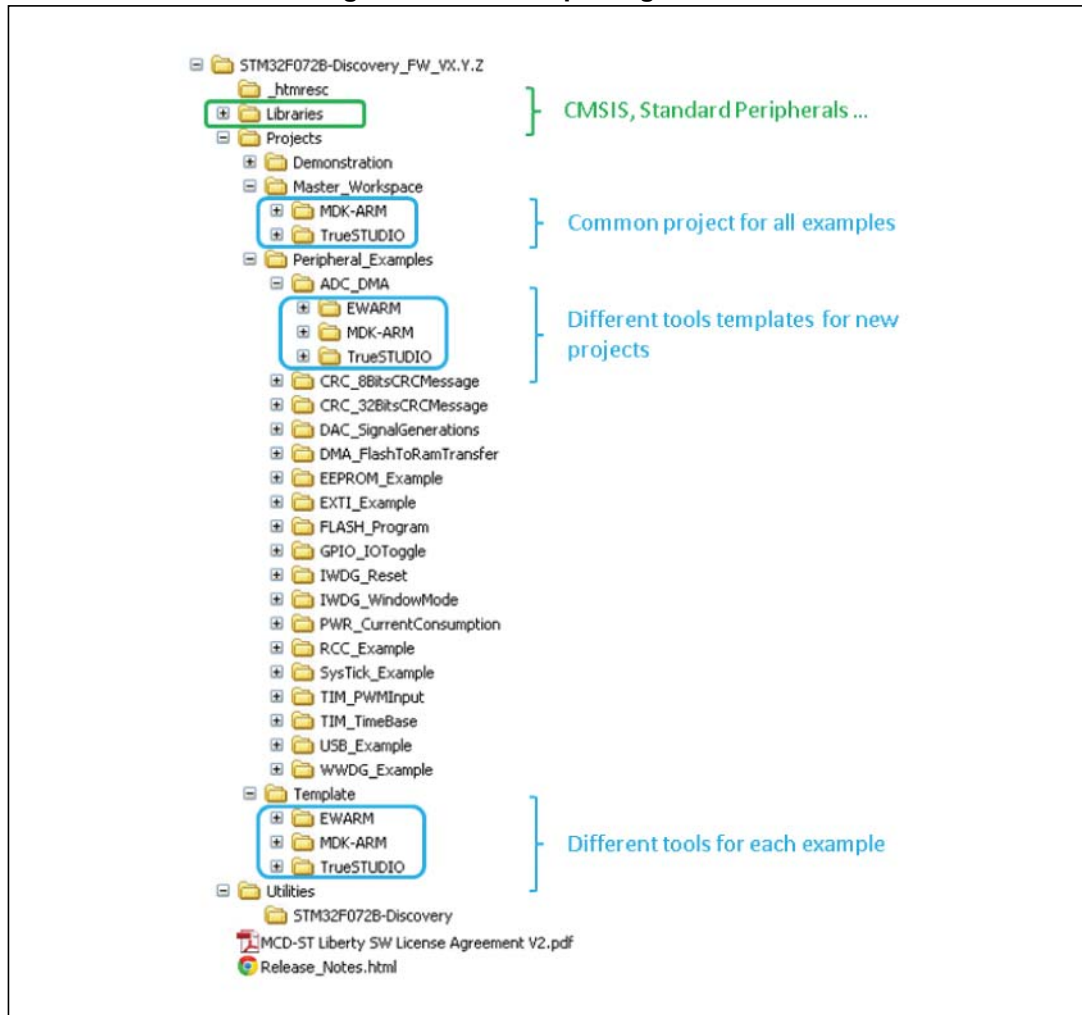 STM32F072B-Discovery_FW_VX.Y.Z
_htmresc
Libraries
CMSIS, Standard Peripherals ...
Projects
Demonstration
Master_Workspace
MDK-ARM
TrueSTUDIO
Common project for all examples
Peripheral_Examples
ADC_DMA
EWARM
MDK-ARM
TrueSTUDIO
Different tools templates for new
projects
CRC_8BitsCRCMessage
CRC_32BitsCRCMessage
DAC_SignalGenerations
DMA_FlashToRamTransfer
EEPROM_Example
EXTI_Example
FLASH_Program
GPIO_IOToggle
IWDG_Reset
IWDG_WindowMode
PWR_CurrentConsumption
RCC_Example
SysTick_Example
TIM_PWMInput
TIM_TimeBase
USB_Example
WWDG_Example
Template
EWARM
MDK-ARM
TrueSTUDIO
Different tools for each example
Utilities
STM32F072B-Discovery
MCD-ST Liberty SW License Agreement V2.pdf
Release_Notes.html